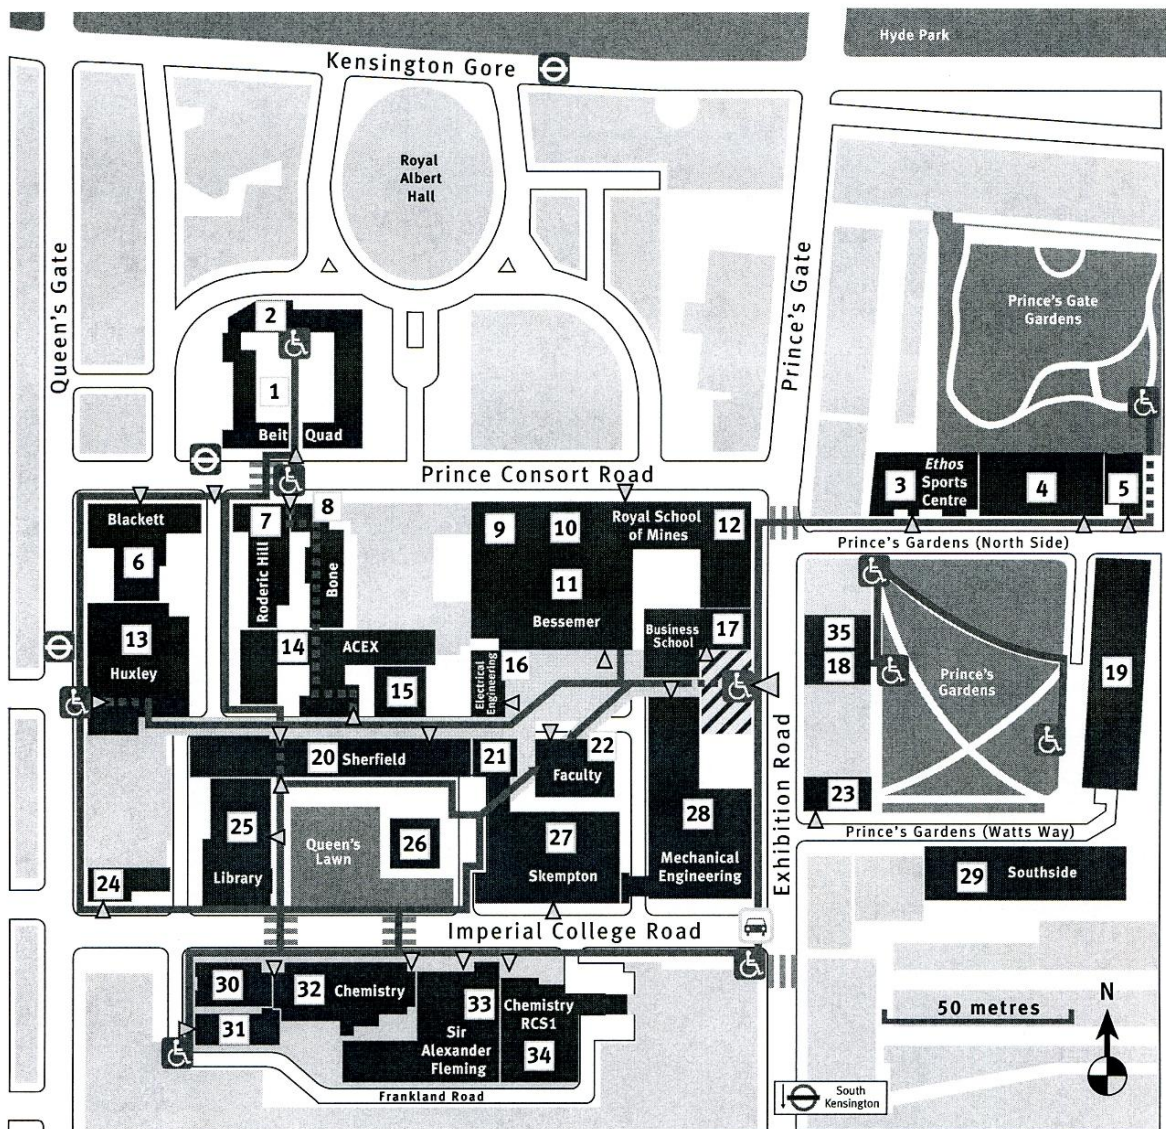 Hyde Park
Kensington Gore
Royal
Albert
Hall
Queen's Gate
Prince's Gate
Prince's Gate
Gardens
2
1
Beit Quad
Prince Consort Road
3
Ethos
Sports
Centre
4
5
Prince's Gardens (North Side)
Blackett
6
7
Roderic Hill
8
Bone
9
10
Royal School
of Mines
12
11
Bessemer
13
Huxley
14
ACEX
15
Electrical
Engineering
16
Business
School
17
35
18
Prince's
Gardens
19
20
Sherfield
21
22
Faculty
23
Prince's Gardens (Watts Way)
Exhibition Road
24
25
Library
Queen's
Lawn
26
27
Skempton
28
Mechanical
Engineering
29
Southside
Imperial College Road
30
31
32
Chemistry
33
Sir
Alexander
Fleming
Chemistry
RCS1
34
Frankland Road
50 metres
N
South
Kensington